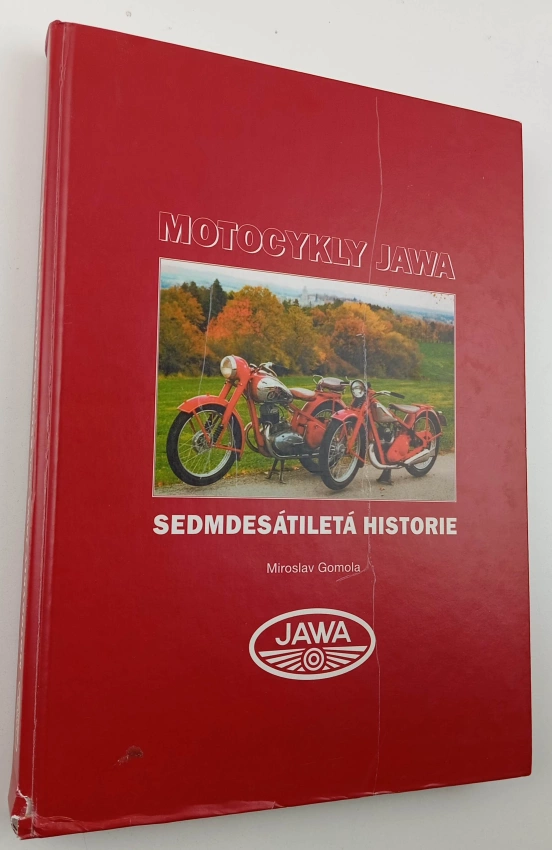 MOTOCYKLY JAWA
SEDMDESÁTILETÁ HISTORIE
Miroslav Gomola
JAWA